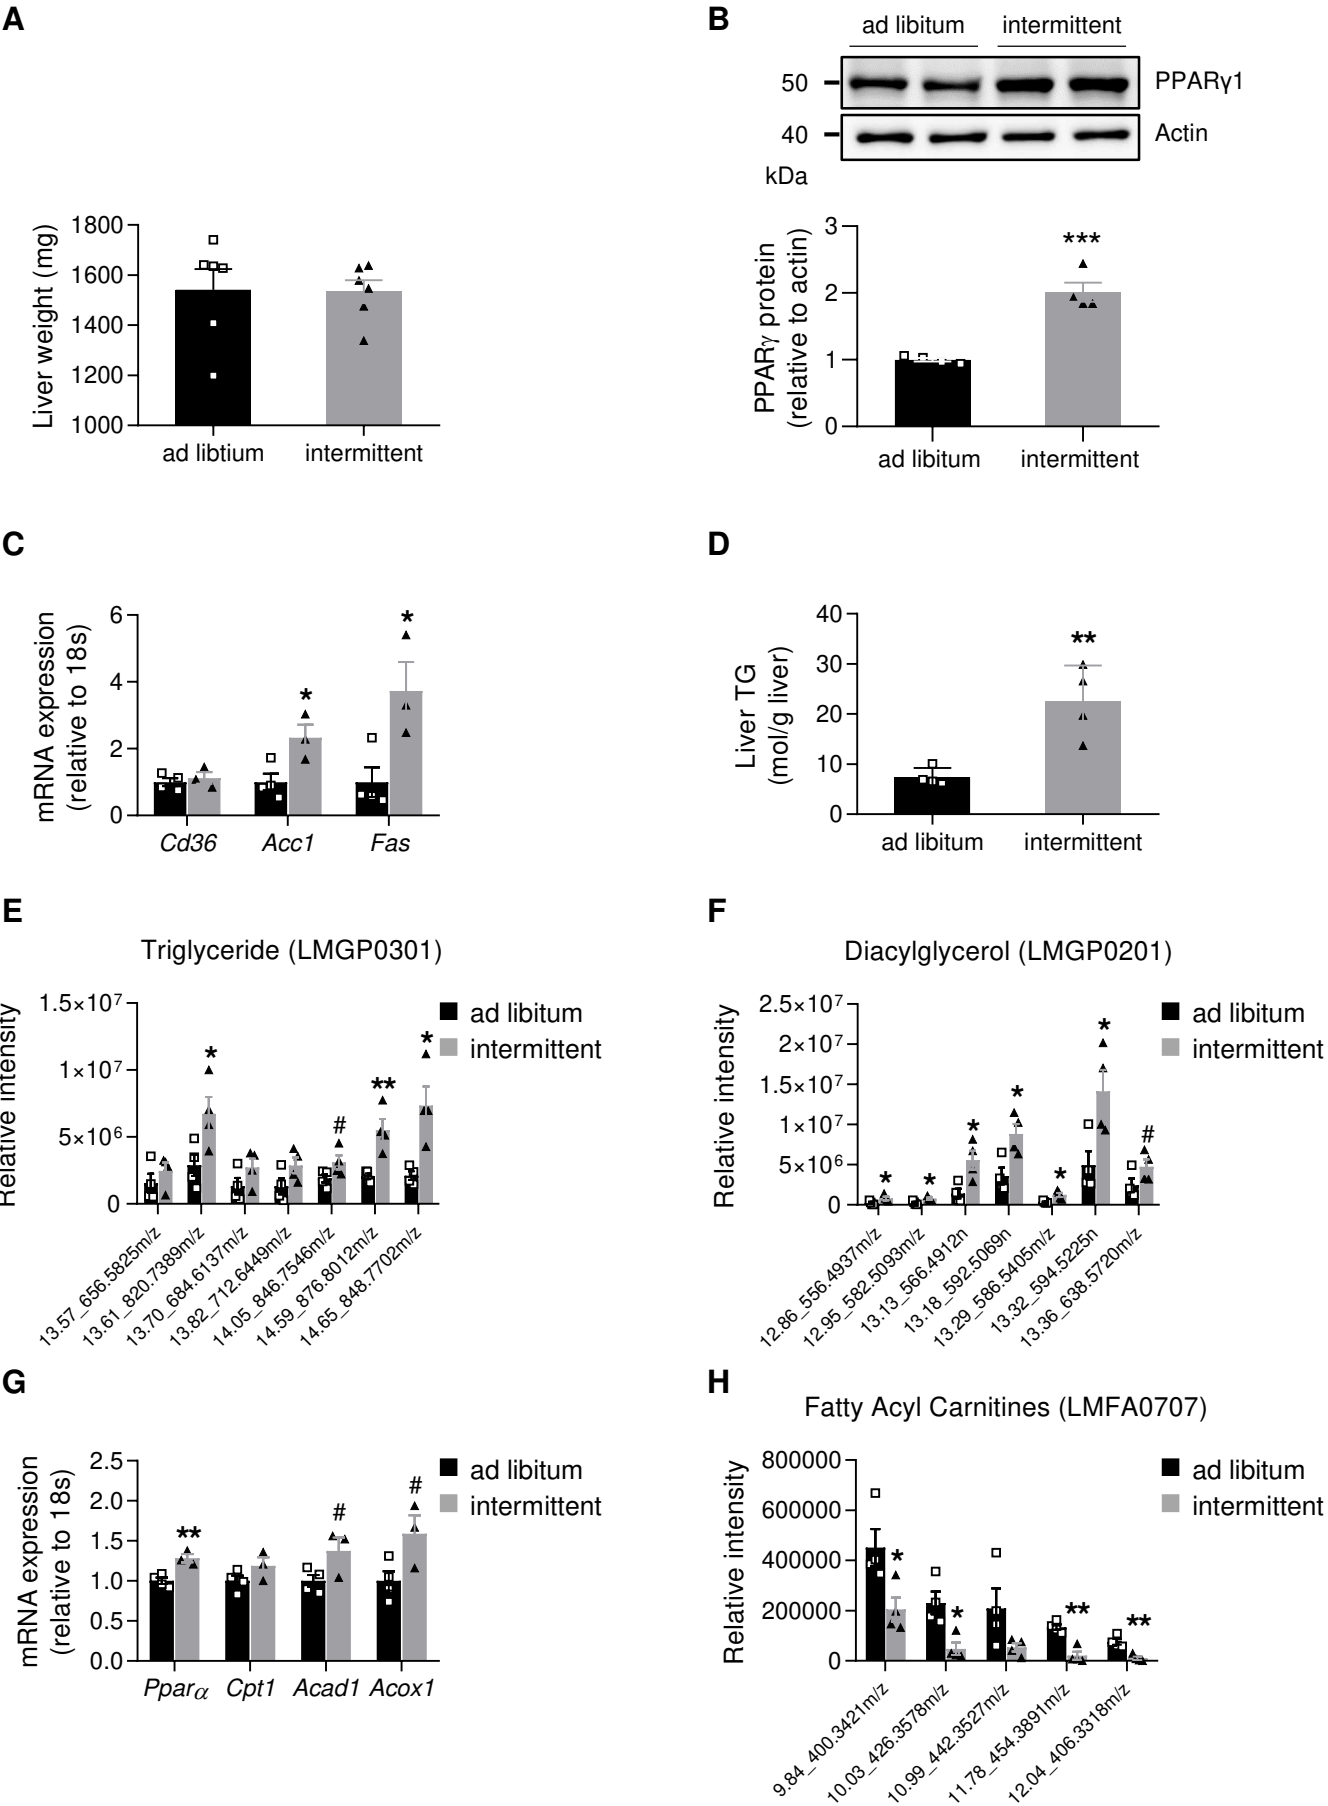 A
1800
1600
1400
1200
1000
Liver weight (mg)
ad libtium
intermittent
B
ad libitum
intermittent
50
PPARγ1
40
Actin
kDa
3
2
1
0
PPARγ protein
(relative to actin)
***
ad libitum
intermittent
C
6
4
2
0
mRNA expression
(relative to 18s)
*
*
Cd36
Acc1
Fas
D
40
30
20
10
0
Liver TG
(mol/g liver)
**
ad libitum
intermittent
E
Triglyceride (LMGP0301)
1.5×10⁷
1×10⁷
5×10⁶
0
Relative intensity
*
#
**
*
ad libitum
intermittent
13.57_656.5825m/z
13.61_820.7389m/z
13.70_684.6137m/z
13.82_712.6449m/z
14.05_846.7546m/z
14.59_876.8012m/z
14.65_848.7702m/z
F
Diacylglycerol (LMGP0201)
2.5×10⁷
2×10⁷
1.5×10⁷
1×10⁷
5×10⁶
0
Relative intensity
*
*
*
*
*
*
#
ad libitum
intermittent
12.86_556.4937m/z
12.95_582.5093m/z
13.13_566.4912n
13.18_592.5069n
13.29_586.5405m/z
13.32_594.5225n
13.36_638.5720m/z
G
2.5
2.0
1.5
1.0
0.5
0.0
mRNA expression
(relative to 18s)
**
#
#
ad libitum
intermittent
Pparα
Cpt1
Acad1
Acox1
H
Fatty Acyl Carnitines (LMFA0707)
800000
600000
400000
200000
0
Relative intensity
*
*
**
**
ad libitum
intermittent
9.84_400.3421m/z
10.03_426.3578m/z
10.99_442.3527m/z
11.78_454.3891m/z
12.04_406.3318m/z